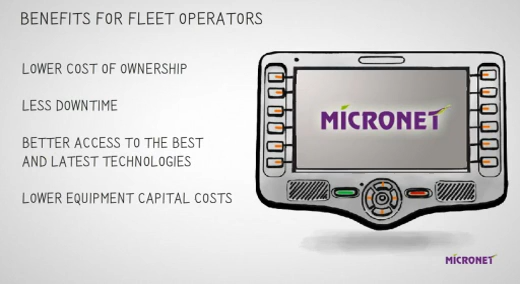 BENEFITS FOR FLEET OPERATORS
LOWER COST OF OWNERSHIP
LESS DOWNTIME
BETTER ACCESS TO THE BEST
AND LATEST TECHNOLOGIES
LOWER EQUIPMENT CAPITAL COSTS
MICRONET
MICRONET